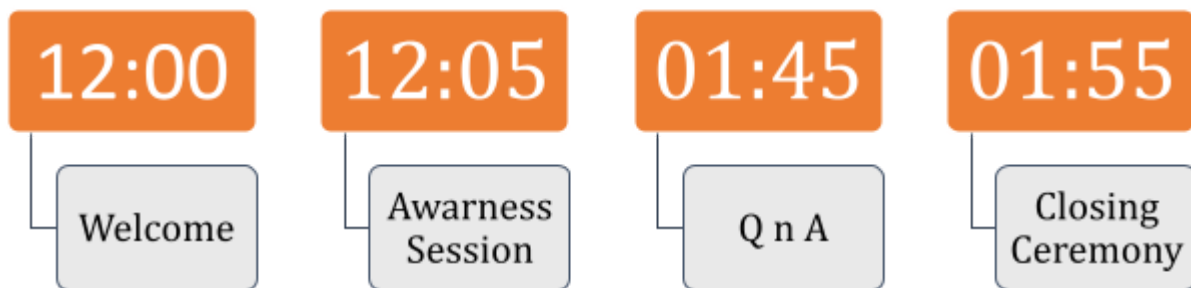 12:00
Welcome
12:05
Awarness
Session
01:45
Q n A
01:55
Closing
Ceremony